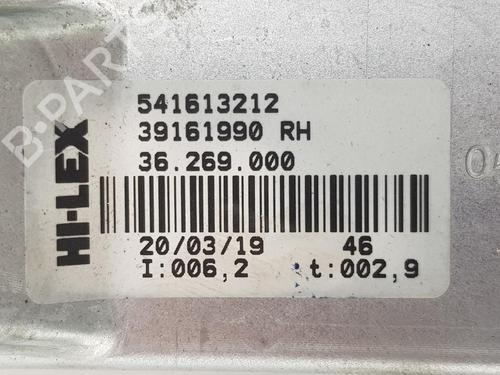 HI-LEX
541613212
39161990 RH
36.269.000
20/03/19 46
I:006,2 t:002,9
B-PARTS